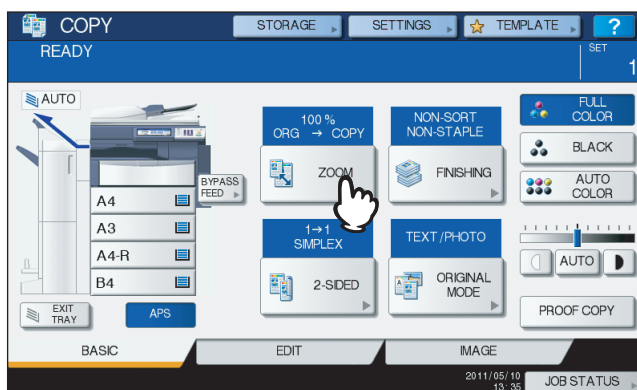 COPY
STORAGE
SETTINGS
TEMPLATE
?
READY
SET
1
AUTO
100 %
ORG → COPY
ZOOM
NON-SORT
NON-STAPLE
FINISHING
FULL
COLOR
BLACK
AUTO
COLOR
BYPASS
FEED
A4
A3
A4-R
B4
1→1
SIMPLEX
2-SIDED
TEXT/PHOTO
ORIGINAL
MODE
AUTO
EXIT
TRAY
APS
PROOF COPY
BASIC
EDIT
IMAGE
2011/05/10
13:35
JOB STATUS